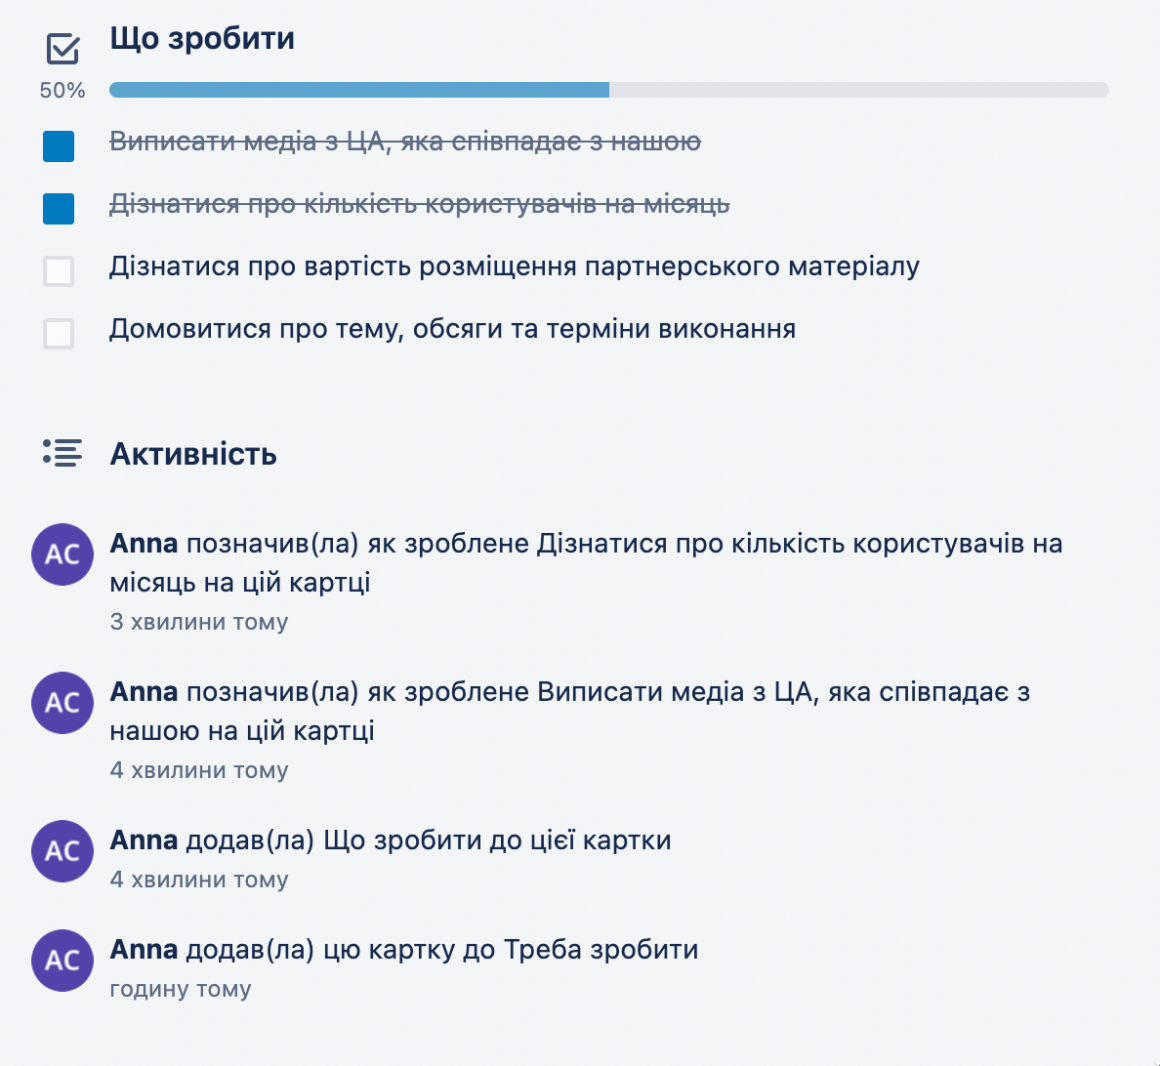 Що зробити
50%
Виписати медіа з ЦА, яка співпадає з нашою
Дізнатися про кількість користувачів на місяць
Дізнатися про вартість розміщення партнерського матеріалу
Домовитися про тему, обсяги та терміни виконання
Активність
AC
Anna позначив(ла) як зроблене Дізнатися про кількість користувачів на
місяць на цій картці
3 хвилини тому
AC
Anna позначив(ла) як зроблене Виписати медіа з ЦА, яка співпадає з
нашою на цій картці
4 хвилини тому
AC
Anna додав(ла) Що зробити до цієї картки
4 хвилини тому
AC
Anna додав(ла) цю картку до Треба зробити
годину тому